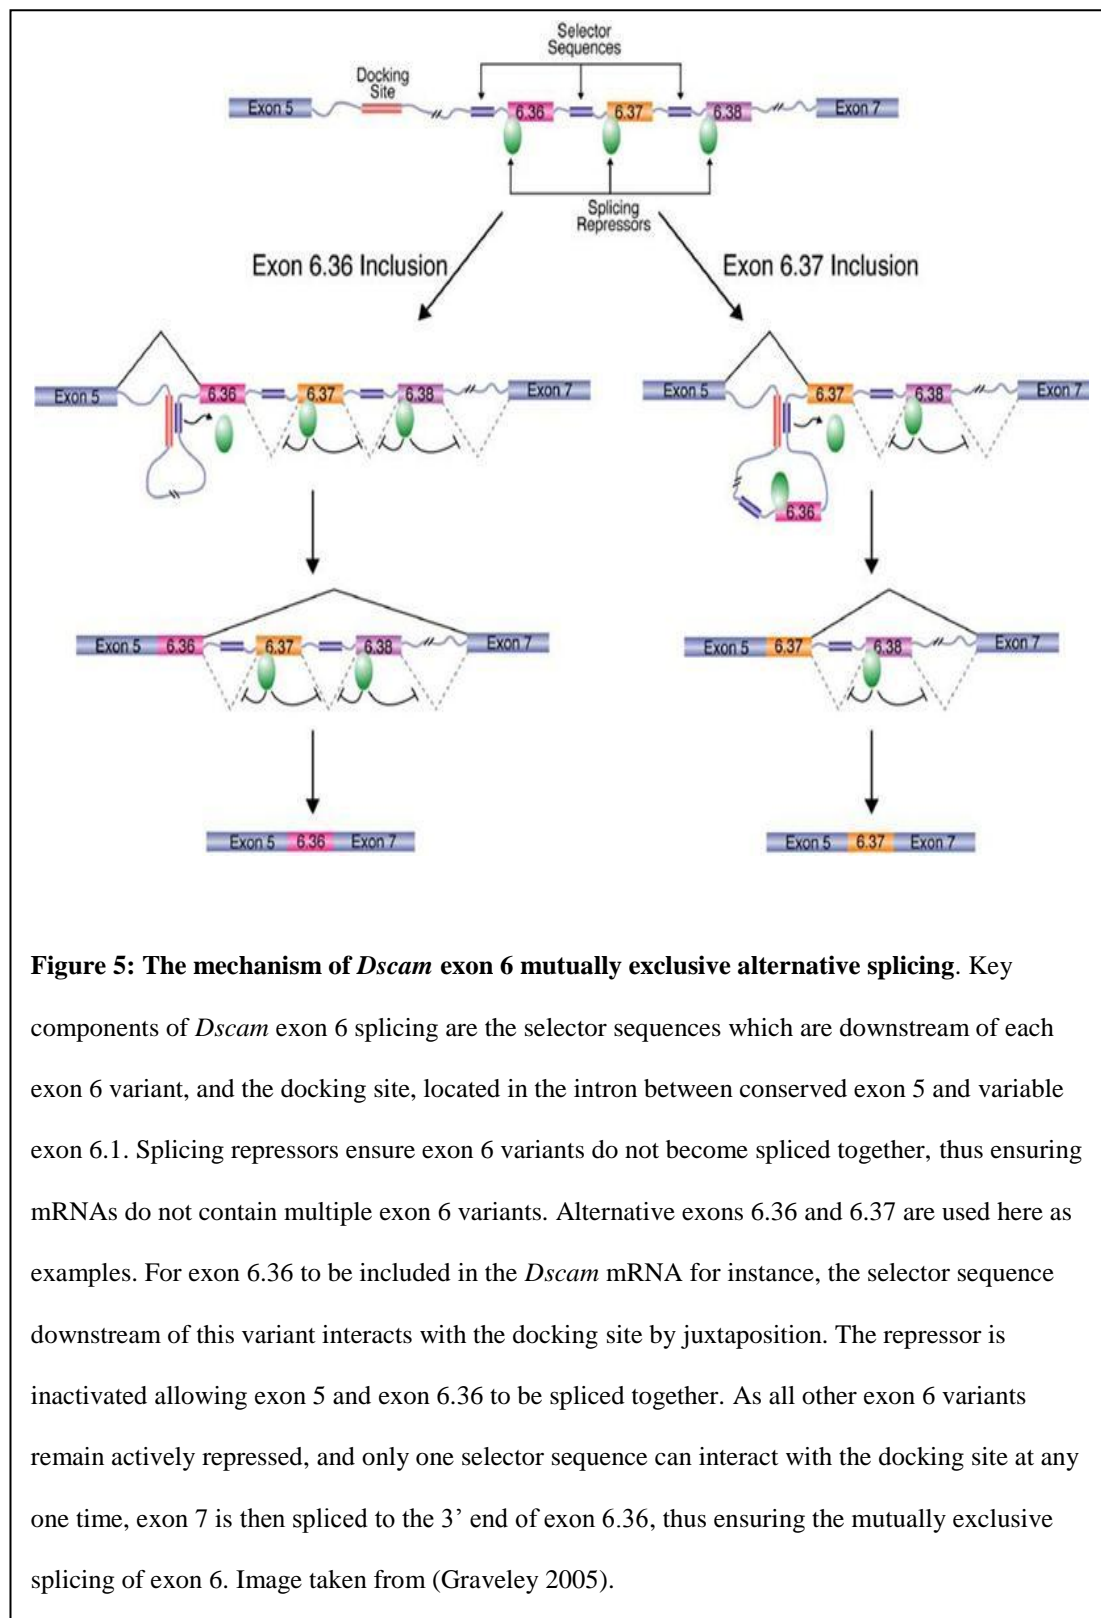 Selector
Sequences
Docking
Site
Exon 5
6.36
6.37
6.38
Exon 7
Splicing
Repressors
Exon 6.36 Inclusion
Exon 6.37 Inclusion
Exon 5
6.36
6.37
6.38
Exon 7
Exon 5
6.37
6.38
Exon 7
6.36
Exon 5
6.36
6.37
6.38
Exon 7
Exon 5
6.37
6.38
Exon 7
Exon 5
6.36
Exon 7
Exon 5
6.37
Exon 7
Figure 5: The mechanism of Dscam exon 6 mutually exclusive alternative splicing. Key
components of Dscam exon 6 splicing are the selector sequences which are downstream of each
exon 6 variant, and the docking site, located in the intron between conserved exon 5 and variable
exon 6.1. Splicing repressors ensure exon 6 variants do not become spliced together, thus ensuring
mRNAs do not contain multiple exon 6 variants. Alternative exons 6.36 and 6.37 are used here as
examples. For exon 6.36 to be included in the Dscam mRNA for instance, the selector sequence
downstream of this variant interacts with the docking site by juxtaposition. The repressor is
inactivated allowing exon 5 and exon 6.36 to be spliced together. As all other exon 6 variants
remain actively repressed, and only one selector sequence can interact with the docking site at any
one time, exon 7 is then spliced to the 3’ end of exon 6.36, thus ensuring the mutually exclusive
splicing of exon 6. Image taken from (Graveley 2005).